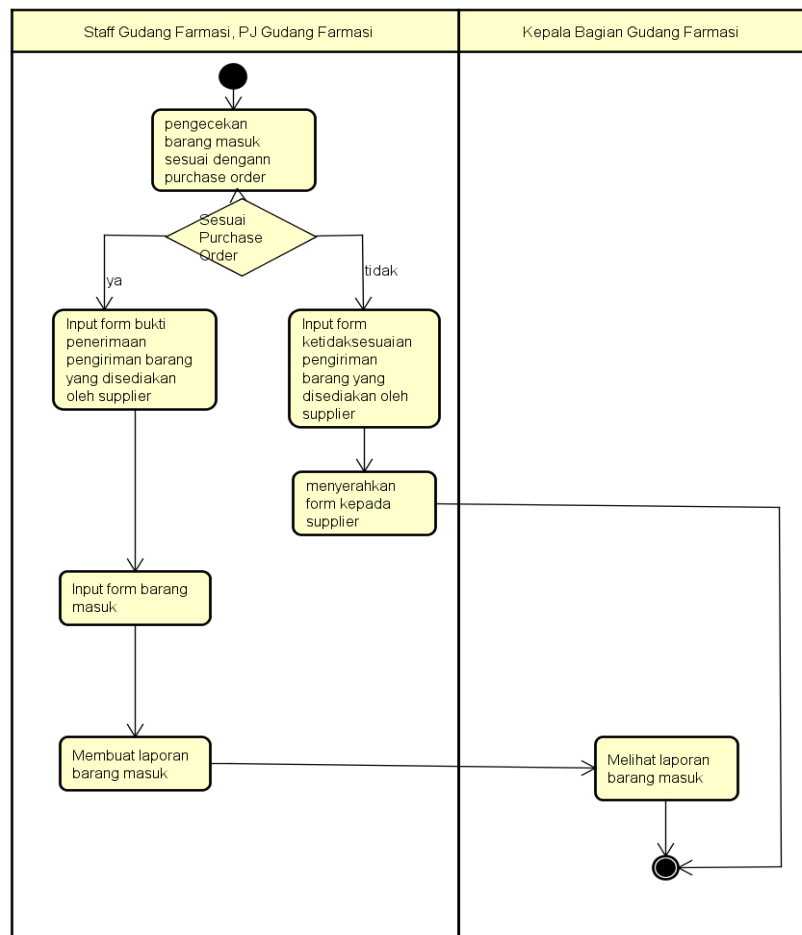 Staff Gudang Farmasi, PJ Gudang Farmasi
Kepala Bagian Gudang Farmasi
pengecekan
barang masuk
sesuai dengann
purchase order
Sesuai
Purchase
Order
ya
tidak
Input form bukti
penerimaan
pengiriman barang
yang disediakan
oleh supplier
Input form
ketidaksesuaian
pengiriman
barang yang
disediakan oleh
supplier
menyerahkan
form kepada
supplier
Input form barang
masuk
Membuat laporan
barang masuk
Melihat laporan
barang masuk